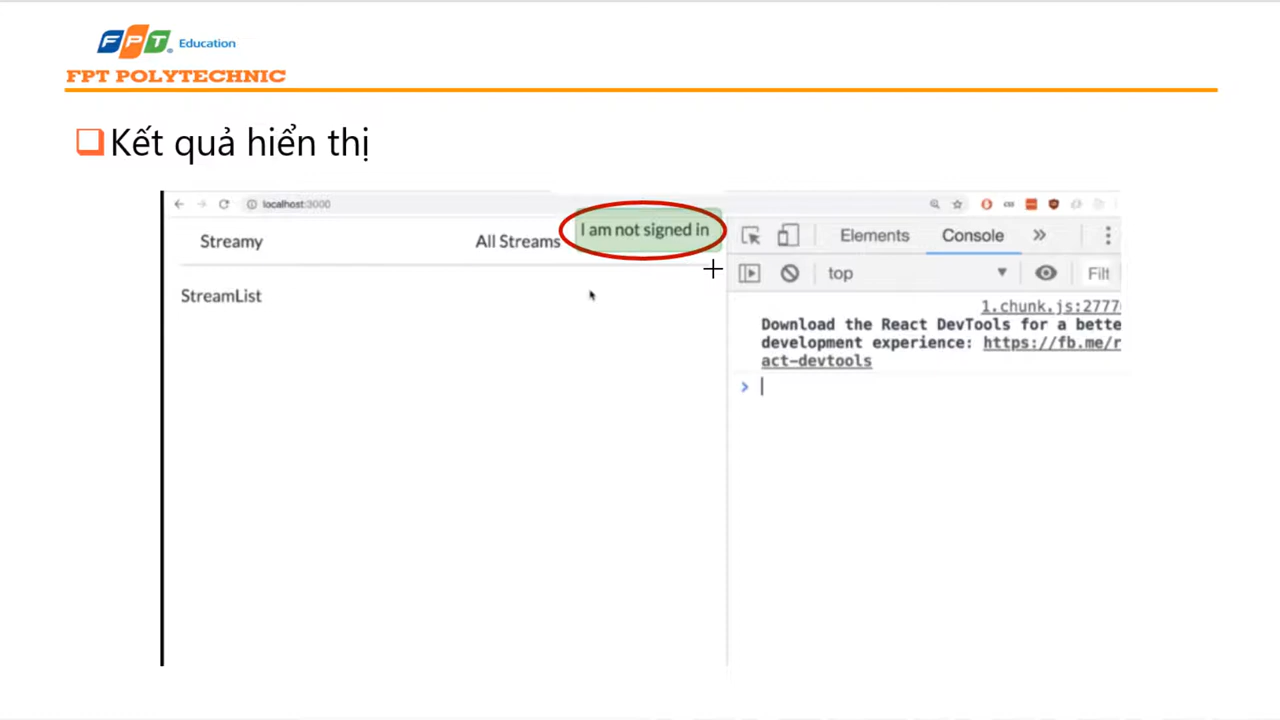 FPT Education
FPT POLYTECHNIC
Kết quả hiển thị
localhost:3000
Streamy
All Streams
I am not signed in
StreamList
Elements
Console
top
Filt
1.chunk.js:2777
Download the React DevTools for a bette
development experience: https://fb.me/r
act-devtools